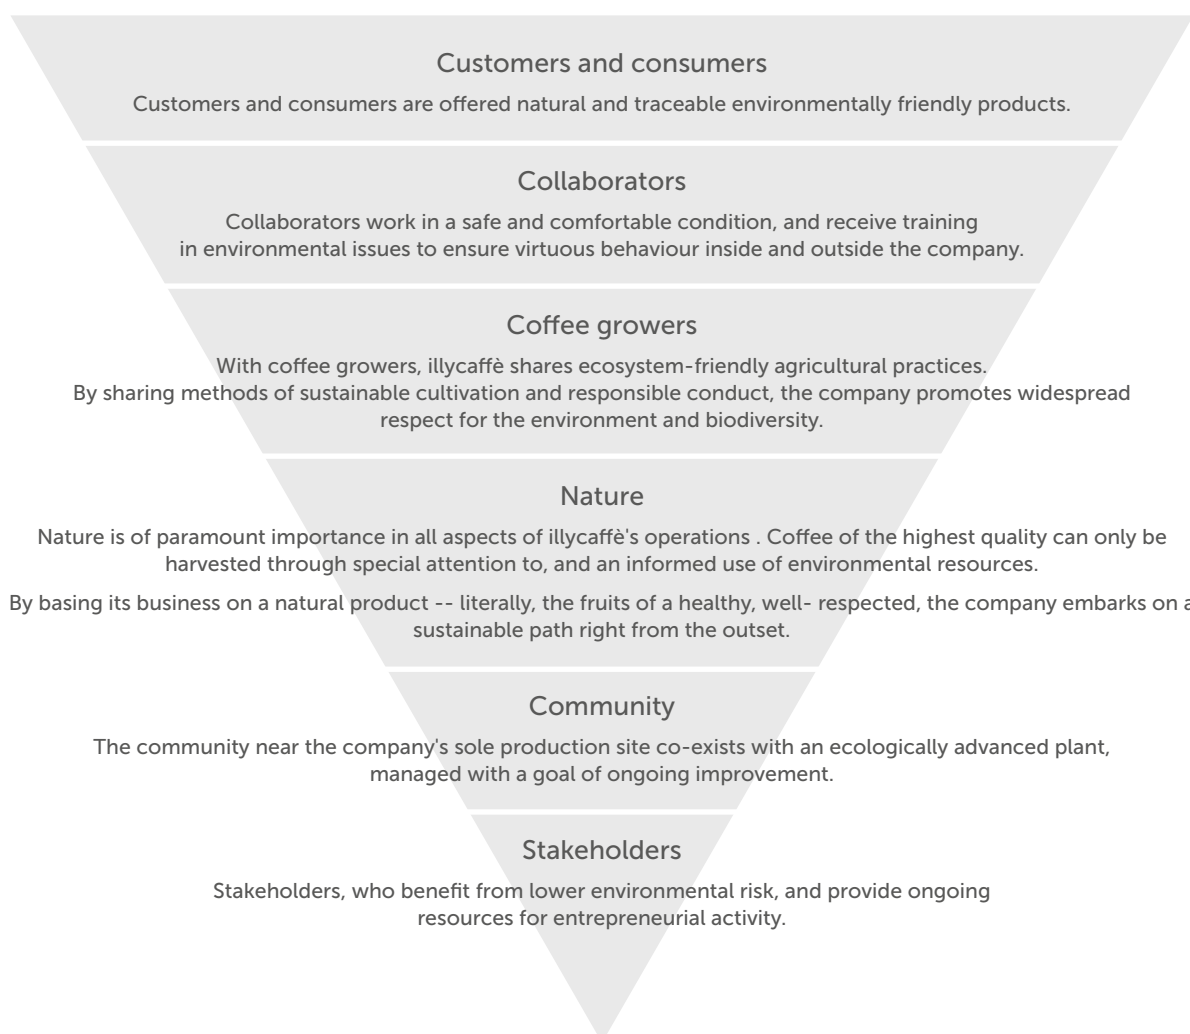 Customers and consumers
Customers and consumers are offered natural and traceable environmentally friendly products.
Collaborators
Collaborators work in a safe and comfortable condition, and receive training
in environmental issues to ensure virtuous behaviour inside and outside the company.
Coffee growers
With coffee growers, illycaffè shares ecosystem-friendly agricultural practices.
By sharing methods of sustainable cultivation and responsible conduct, the company promotes widespread
respect for the environment and biodiversity.
Nature
Nature is of paramount importance in all aspects of illycaffè's operations . Coffee of the highest quality can only be
harvested through special attention to, and an informed use of environmental resources.
By basing its business on a natural product -- literally, the fruits of a healthy, well- respected, the company embarks on a
sustainable path right from the outset.
Community
The community near the company's sole production site co-exists with an ecologically advanced plant,
managed with a goal of ongoing improvement.
Stakeholders
Stakeholders, who benefit from lower environmental risk, and provide ongoing
resources for entrepreneurial activity.